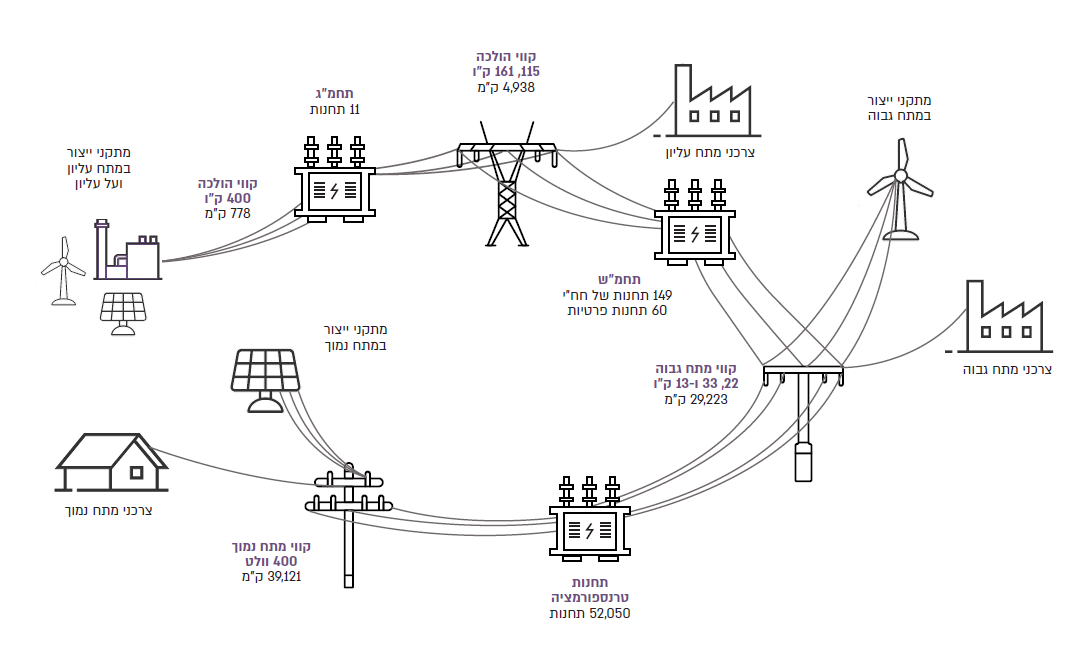 קווי הולכה
115, 161 ק"ו
4,938 ק"מ
תחמ"ג
11 תחנות
מתקני ייצור
במתח גבוה
צרכני מתח עליון
מתקני ייצור
במתח עליון
ועל עליון
קווי הולכה
400 ק"ו
778 ק"מ
תחמ"ש
149 תחנות של חח"י
60 תחנות פרטיות
מתקני ייצור
במתח נמוך
קווי מתח גבוה
22, 33 ו-13 ק"ו
29,223 ק"מ
צרכני מתח גבוה
צרכני מתח נמוך
קווי מתח נמוך
400 וולט
39,121 ק"מ
תחנות
טרנספורמציה
52,050 תחנות